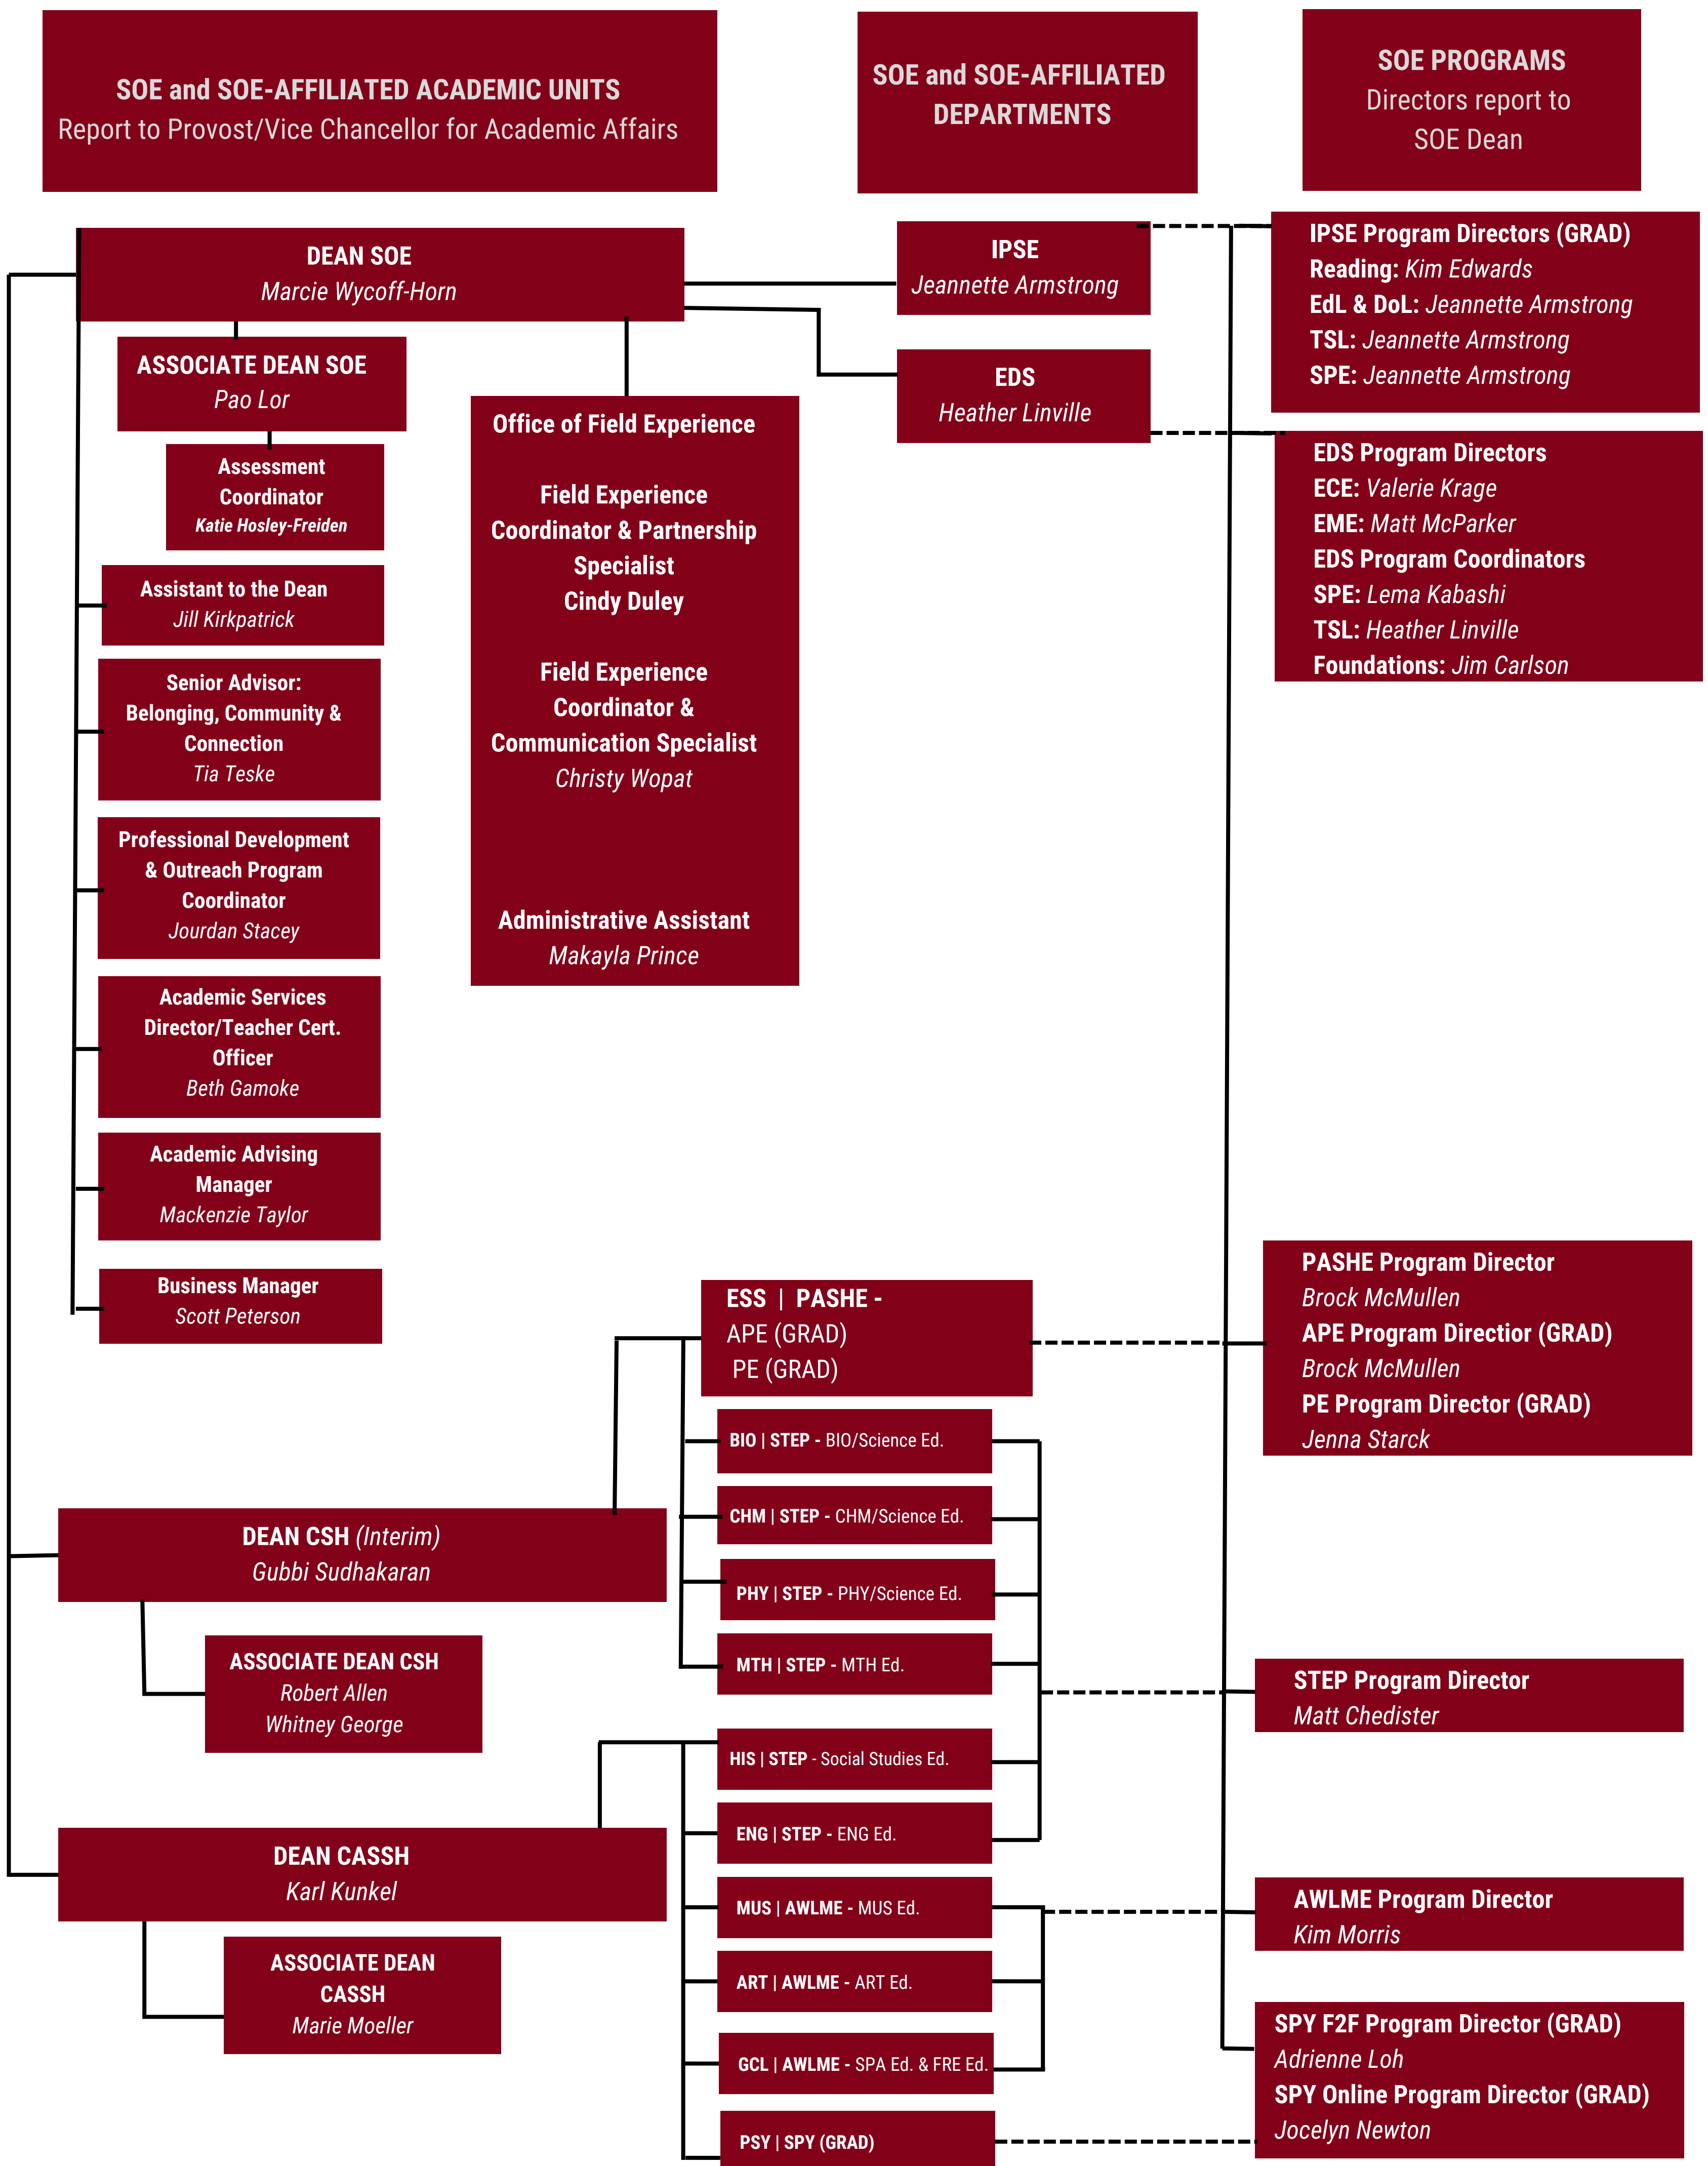 SOE and SOE-AFFILIATED ACADEMIC UNITS
Report to Provost/Vice Chancellor for Academic Affairs
SOE and SOE-AFFILIATED
DEPARTMENTS
SOE PROGRAMS
Directors report to
SOE Dean
DEAN SOE
Marcie Wycoff-Horn
ASSOCIATE DEAN SOE
Pao Lor
Assessment
Coordinator
Katie Hosley-Freiden
Assistant to the Dean
Jill Kirkpatrick
Senior Advisor:
Belonging, Community &
Connection
Tia Teske
Professional Development
& Outreach Program
Coordinator
Jourdan Stacey
Academic Services
Director/Teacher Cert.
Officer
Beth Gamoke
Academic Advising
Manager
Mackenzie Taylor
Business Manager
Scott Peterson
Office of Field Experience
Field Experience
Coordinator & Partnership
Specialist
Cindy Duley
Field Experience
Coordinator &
Communication Specialist
Christy Wopat
Administrative Assistant
Makayla Prince
IPSE
Jeannette Armstrong
EDS
Heather Linville
IPSE Program Directors (GRAD)
Reading: Kim Edwards
EdL & DoL: Jeannette Armstrong
TSL: Jeannette Armstrong
SPE: Jeannette Armstrong
EDS Program Directors
ECE: Valerie Krage
EME: Matt McParker
EDS Program Coordinators
SPE: Lema Kabashi
TSL: Heather Linville
Foundations: Jim Carlson
DEAN CSH (Interim)
Gubbi Sudhakaran
ASSOCIATE DEAN CSH
Robert Allen
Whitney George
DEAN CASSH
Karl Kunkel
ASSOCIATE DEAN
CASSH
Marie Moeller
ESS | PASHE -
APE (GRAD)
PE (GRAD)
BIO | STEP - BIO/Science Ed.
CHM | STEP - CHM/Science Ed.
PHY | STEP - PHY/Science Ed.
MTH | STEP - MTH Ed.
HIS | STEP - Social Studies Ed.
ENG | STEP - ENG Ed.
MUS | AWLME - MUS Ed.
ART | AWLME - ART Ed.
GCL | AWLME - SPA Ed. & FRE Ed.
PSY | SPY (GRAD)
PASHE Program Director
Brock McMullen
APE Program Directior (GRAD)
Brock McMullen
PE Program Director (GRAD)
Jenna Starck
STEP Program Director
Matt Chedister
AWLME Program Director
Kim Morris
SPY F2F Program Director (GRAD)
Adrienne Loh
SPY Online Program Director (GRAD)
Jocelyn Newton